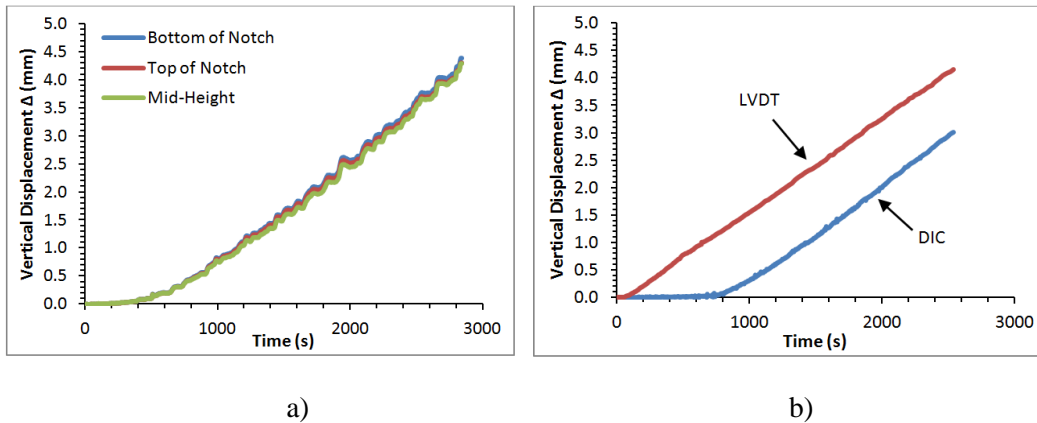 5.0
4.5
4.0
3.5
3.0
2.5
2.0
1.5
1.0
0.5
0.0
Vertical Displacement Δ (mm)
Bottom of Notch
Top of Notch
Mid-Height
0 1000 2000 3000
Time (s)
a)
5.0
4.5
4.0
3.5
3.0
2.5
2.0
1.5
1.0
0.5
0.0
Vertical Displacement Δ (mm)
LVDT
DIC
0 1000 2000 3000
Time (s)
b)